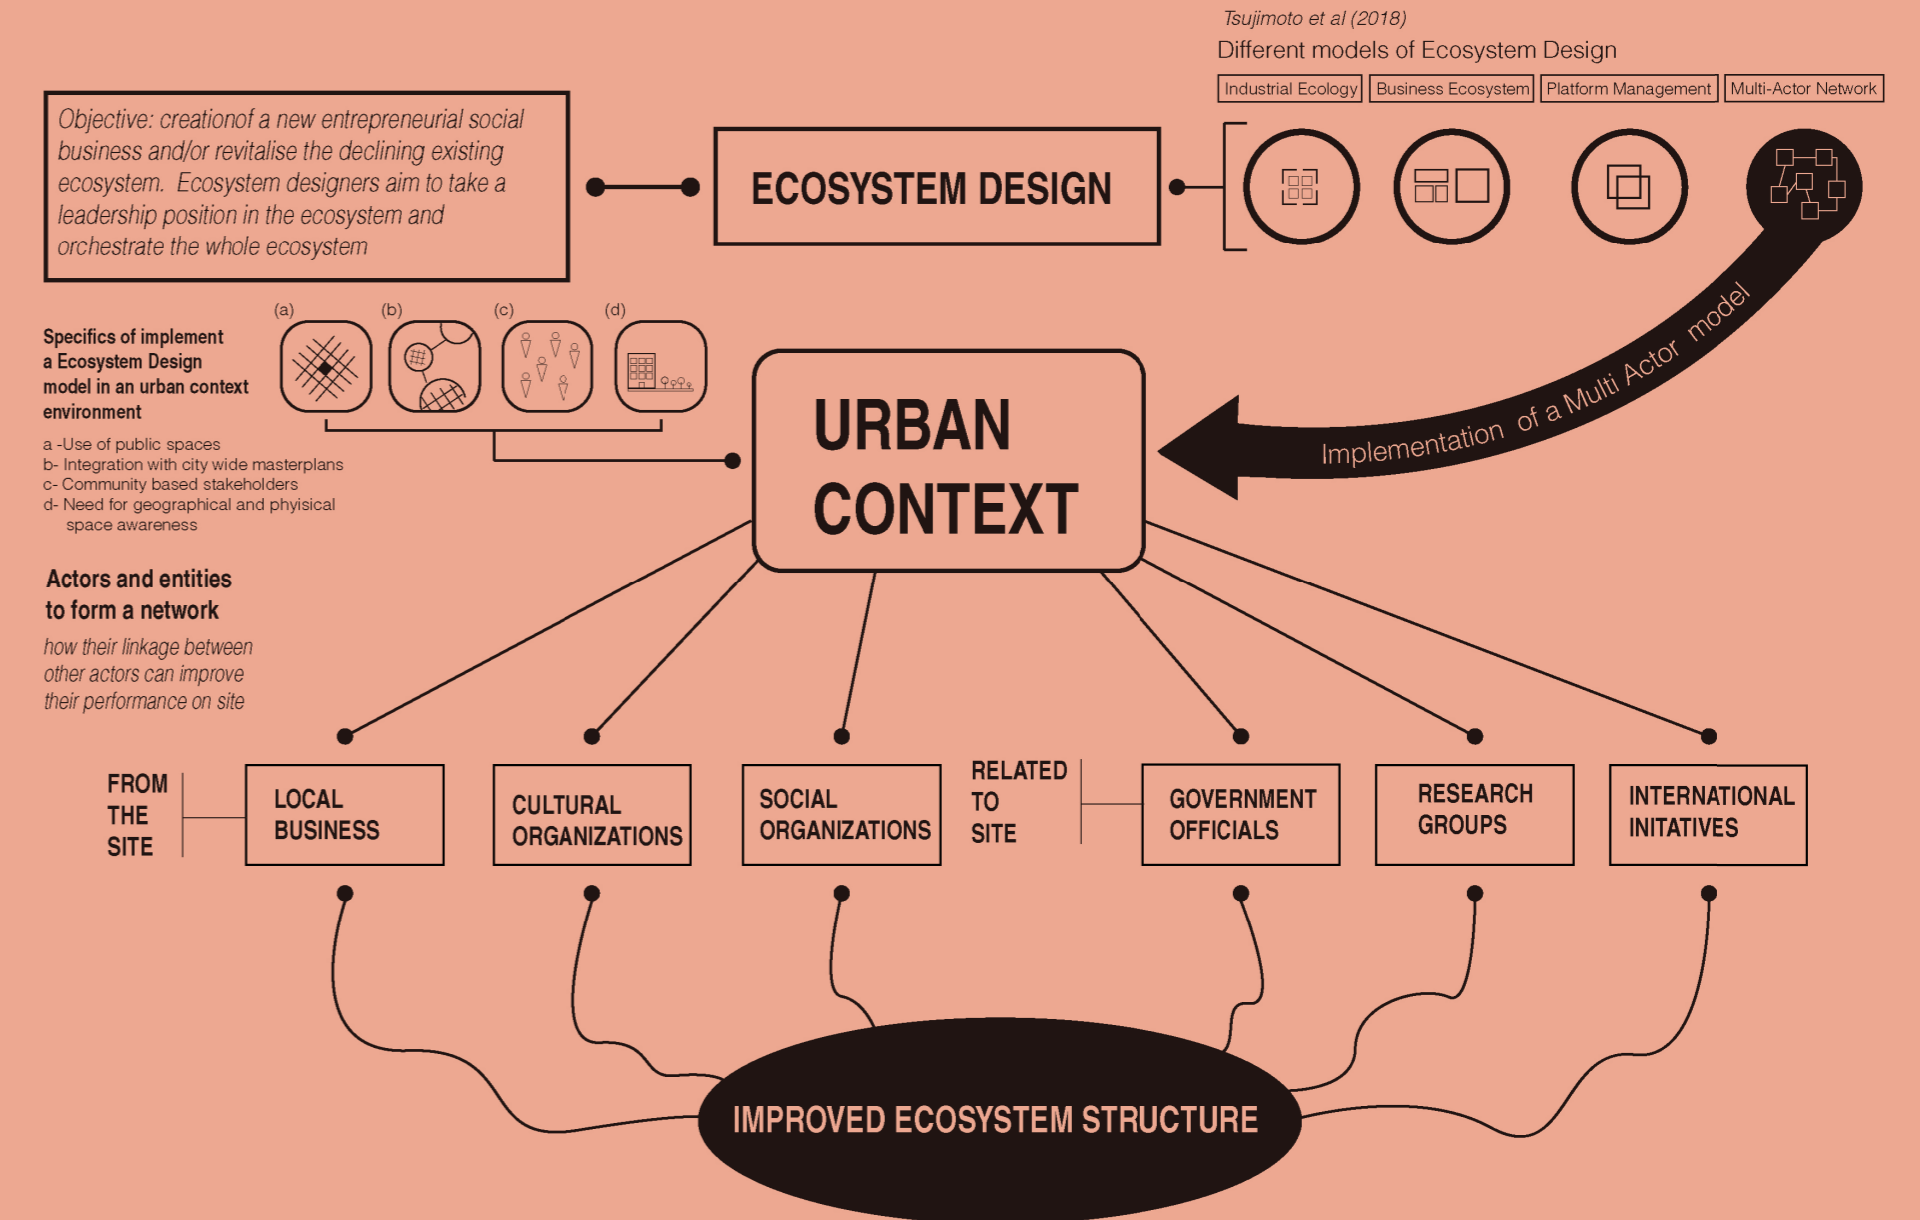 Tsujimoto et al (2018)
Different models of Ecosystem Design
Industrial Ecology
Business Ecosystem
Platform Management
Multi-Actor Network
Objective: creationof a new entrepreneurial social
business and/or revitalise the declining existing
ecosystem. Ecosystem designers aim to take a
leadership position in the ecosystem and
orchestrate the whole ecosystem
ECOSYSTEM DESIGN
Implementation of a Multi Actor model
Specifics of implement
a Ecosystem Design
model in an urban context
environment
(a)
(b)
(c)
(d)
a -Use of public spaces
b- Integration with city wide masterplans
c- Community based stakeholders
d- Need for geographical and phyisical
space awareness
URBAN
CONTEXT
Actors and entities
to form a network
how their linkage between
other actors can improve
their performance on site
FROM
THE
SITE
LOCAL
BUSINESS
CULTURAL
ORGANIZATIONS
SOCIAL
ORGANIZATIONS
RELATED
TO
SITE
GOVERNMENT
OFFICIALS
RESEARCH
GROUPS
INTERNATIONAL
INITATIVES
IMPROVED ECOSYSTEM STRUCTURE